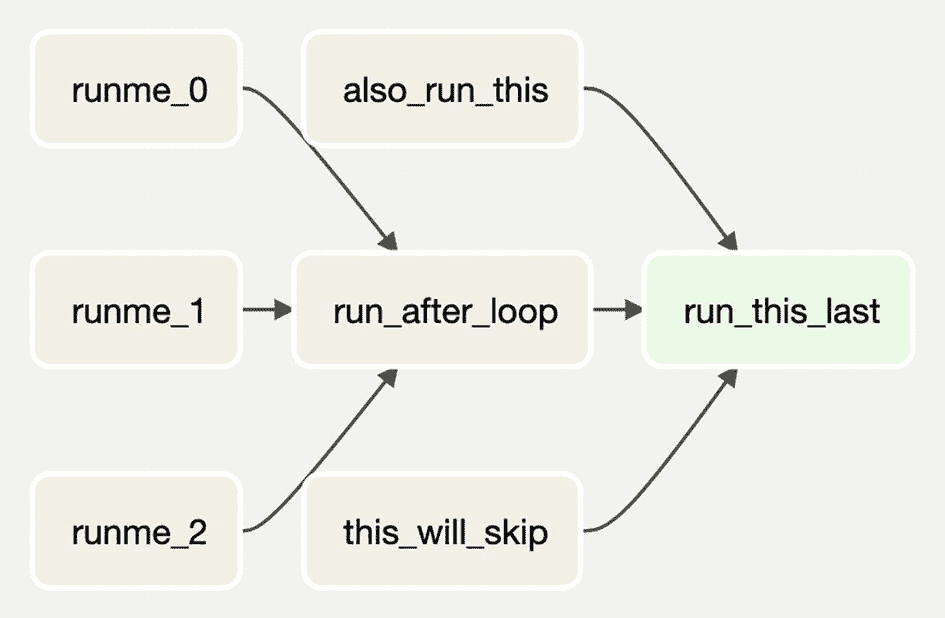 runme_0
also_run_this
runme_1
run_after_loop
run_this_last
runme_2
this_will_skip